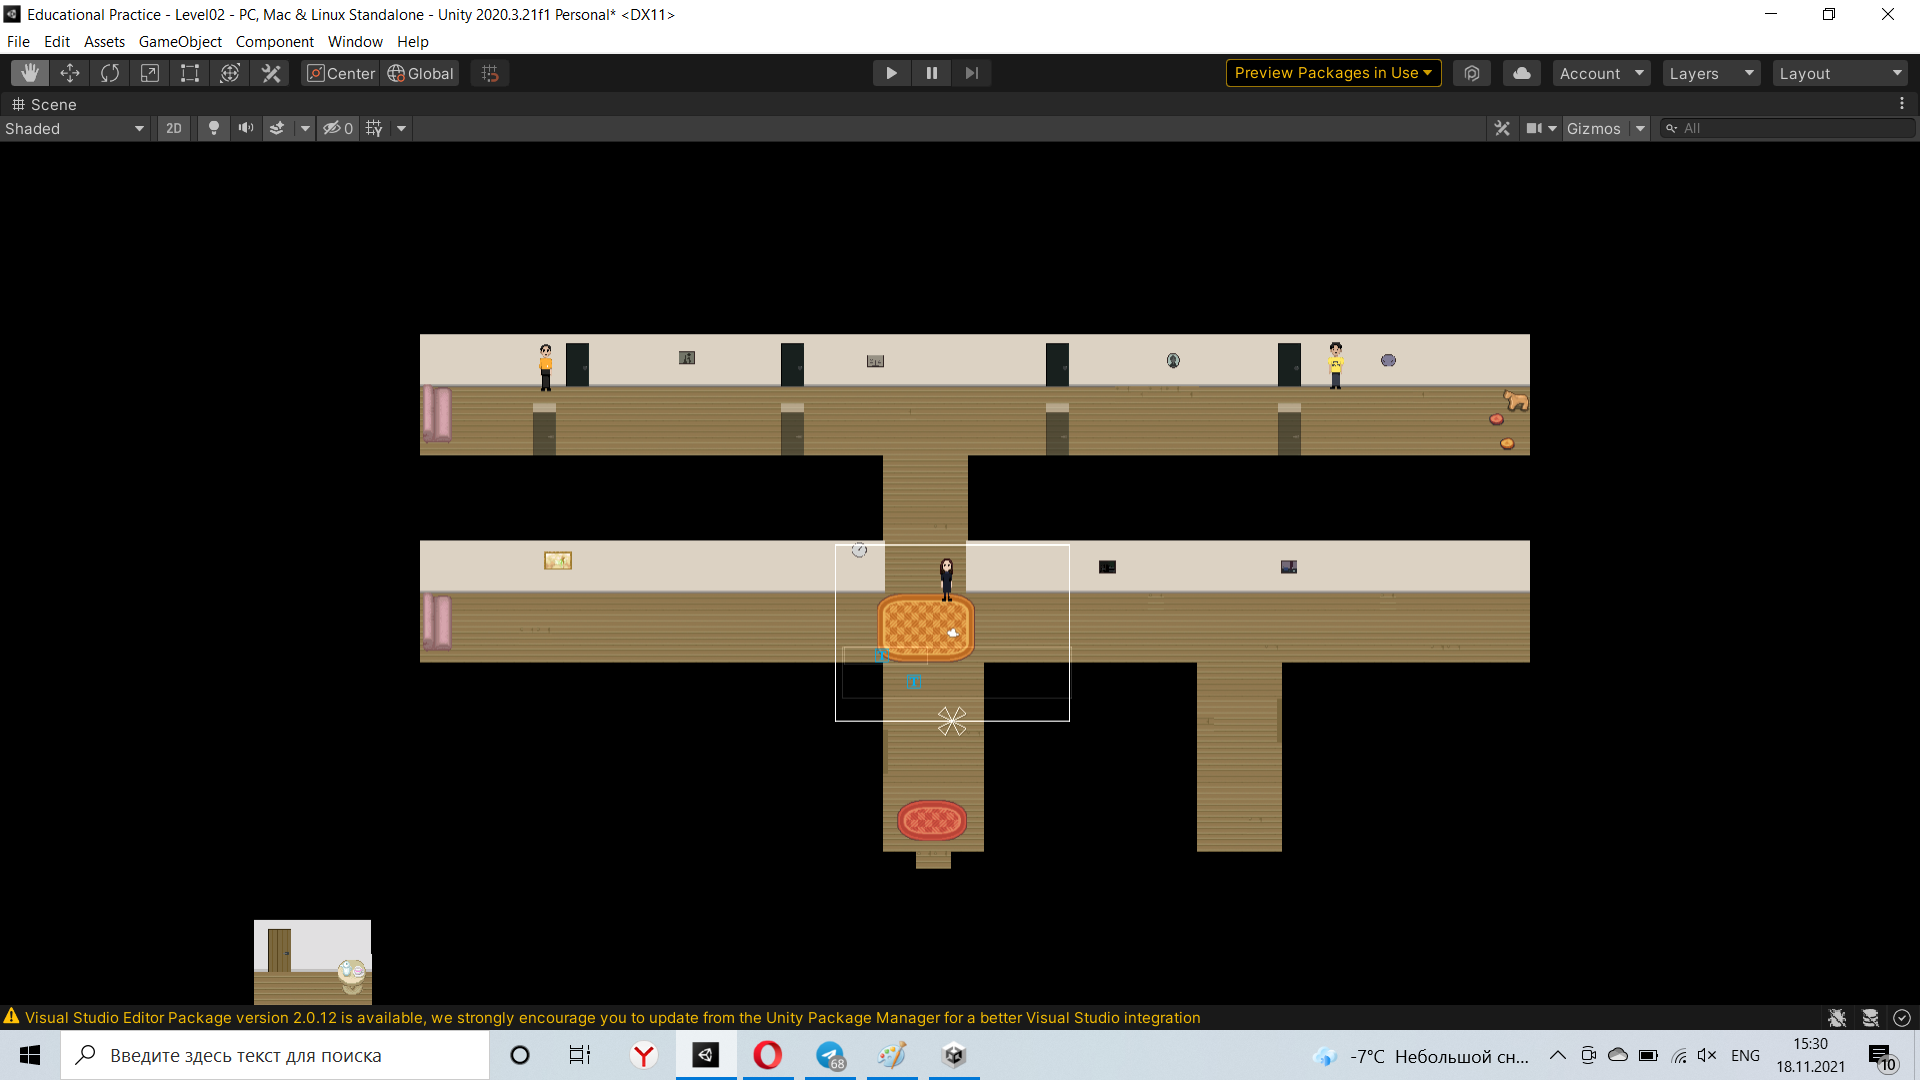 Educational Practice - Level02 - PC, Mac & Linux Standalone - Unity 2020.3.21f1 Personal* <DX11>
File Edit Assets GameObject Component Window Help
Center Global Preview Packages in Use Account Layers Layout
Scene
Shaded 2D 0 Gizmos All
Visual Studio Editor Package version 2.0.12 is available, we strongly encourage you to update from the Unity Package Manager for a better Visual Studio integration
Введите здесь текст для поиска 68 -7°C Небольшой сн... ENG 15:30
18.11.2021 10